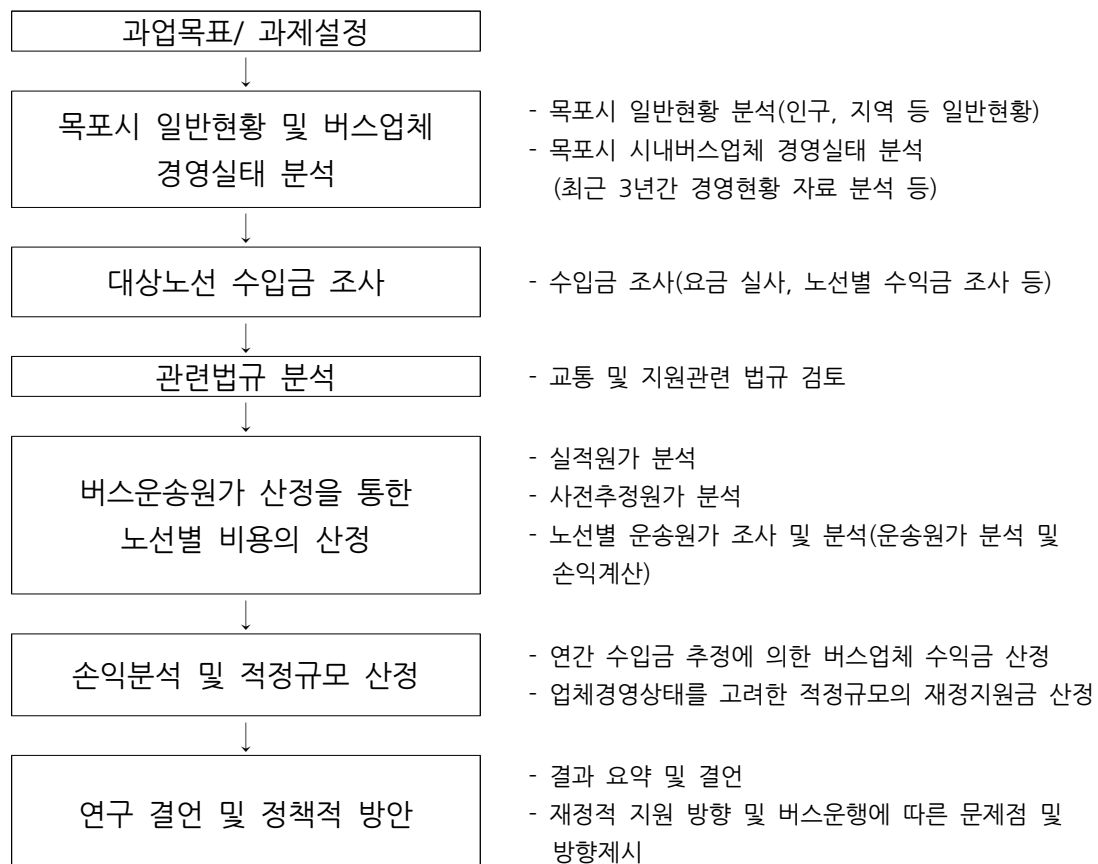 과업목표/ 과제설정
↓
목포시 일반현황 및 버스업체
경영실태 분석
- 목포시 일반현황 분석(인구, 지역 등 일반현황)
- 목포시 시내버스업체 경영실태 분석
(최근 3년간 경영현황 자료 분석 등)
↓
대상노선 수입금 조사
- 수입금 조사(요금 실사, 노선별 수익금 조사 등)
↓
관련법규 분석
- 교통 및 지원관련 법규 검토
↓
버스운송원가 산정을 통한
노선별 비용의 산정
- 실적원가 분석
- 사전추정원가 분석
- 노선별 운송원가 조사 및 분석(운송원가 분석 및
손익계산)
↓
손익분석 및 적정규모 산정
- 연간 수입금 추정에 의한 버스업체 수익금 산정
- 업체경영상태를 고려한 적정규모의 재정지원금 산정
↓
연구 결언 및 정책적 방안
- 결과 요약 및 결언
- 재정적 지원 방향 및 버스운행에 따른 문제점 및
방향제시